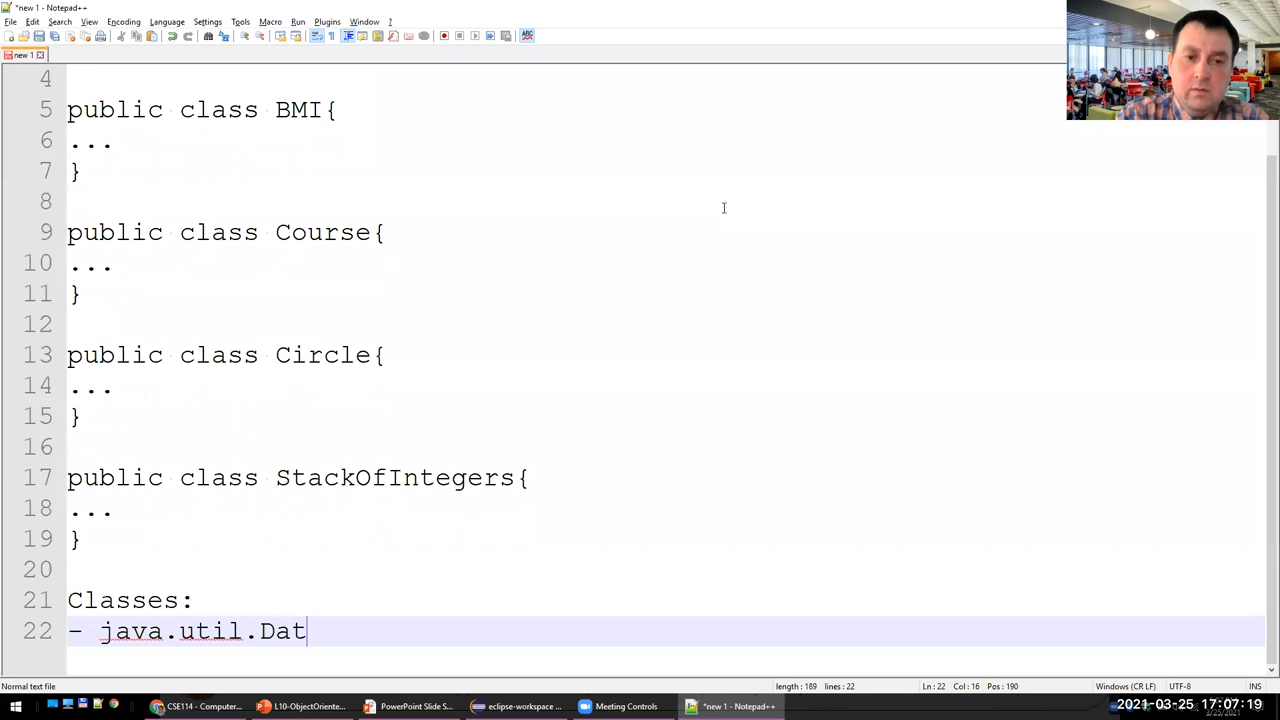 *new 1 - Notepad++
File Edit Search View Encoding Language Settings Tools Macro Run Plugins Window ?
new 1
4
5 public class BMI{
6 ...
7 }
8
9 public class Course{
10 ...
11 }
12
13 public class Circle{
14 ...
15 }
16
17 public class StackOfIntegers{
18 ...
19 }
20
21 Classes:
22 - java.util.Dat
Normal text file length : 189 lines : 22 Ln : 22 Col : 16 Pos : 190 Windows (CR LF) UTF-8 INS
CSE114 - Computer... L10-ObjectOriente... PowerPoint Slide S... eclipse-workspace ... Meeting Controls *new 1 - Notepad++ 2021-03-25 17:07:19